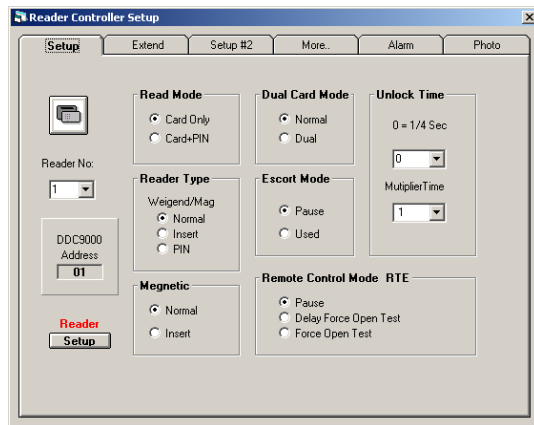 Reader Controller Setup
Setup Extend Setup #2 More.. Alarm Photo
Reader No:
1
DDC9000
Address
01
Reader
Setup
Read Mode
Card Only
Card+PIN
Reader Type
Weigend/Mag
Normal
Insert
PIN
Megnetic
Normal
Insert
Dual Card Mode
Normal
Dual
Escort Mode
Pause
Used
Unlock Time
0 = 1/4 Sec
0
MutiplierTime
1
Remote Control Mode RTE
Pause
Delay Force Open Test
Force Open Test